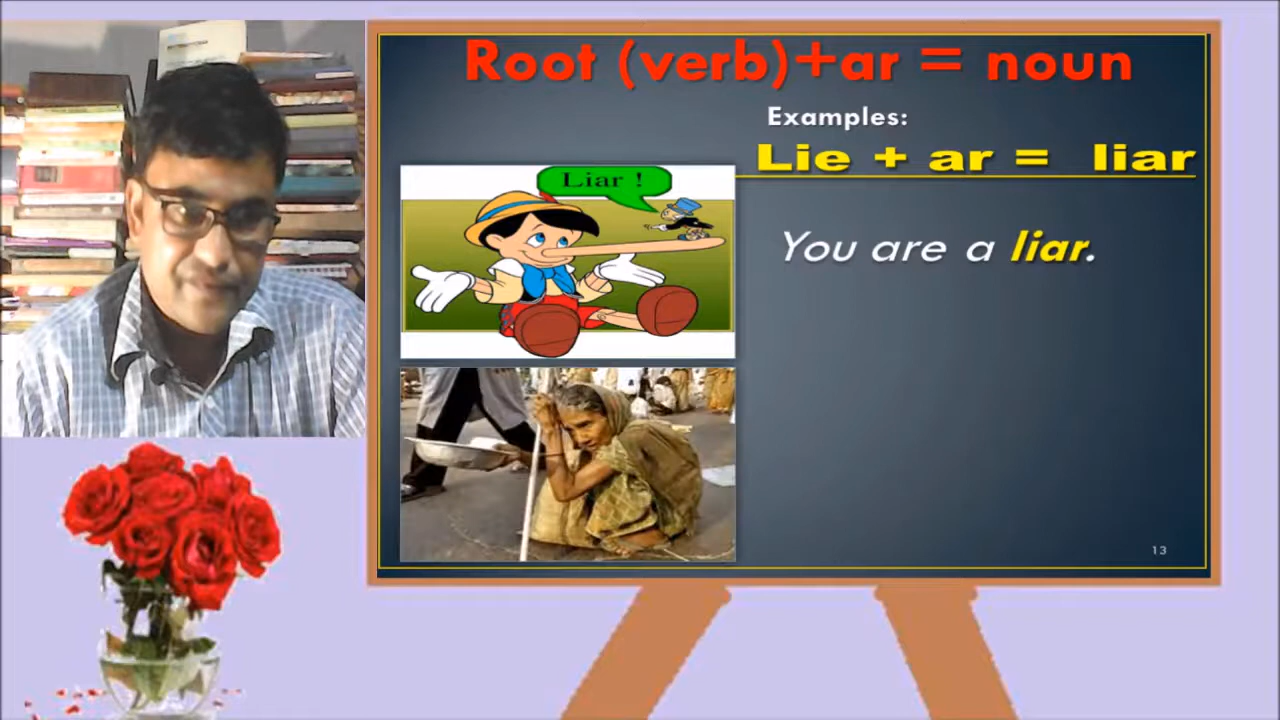 Root (verb)+ar = noun
Examples:
Lie + ar = liar
Liar !
You are a liar.
13